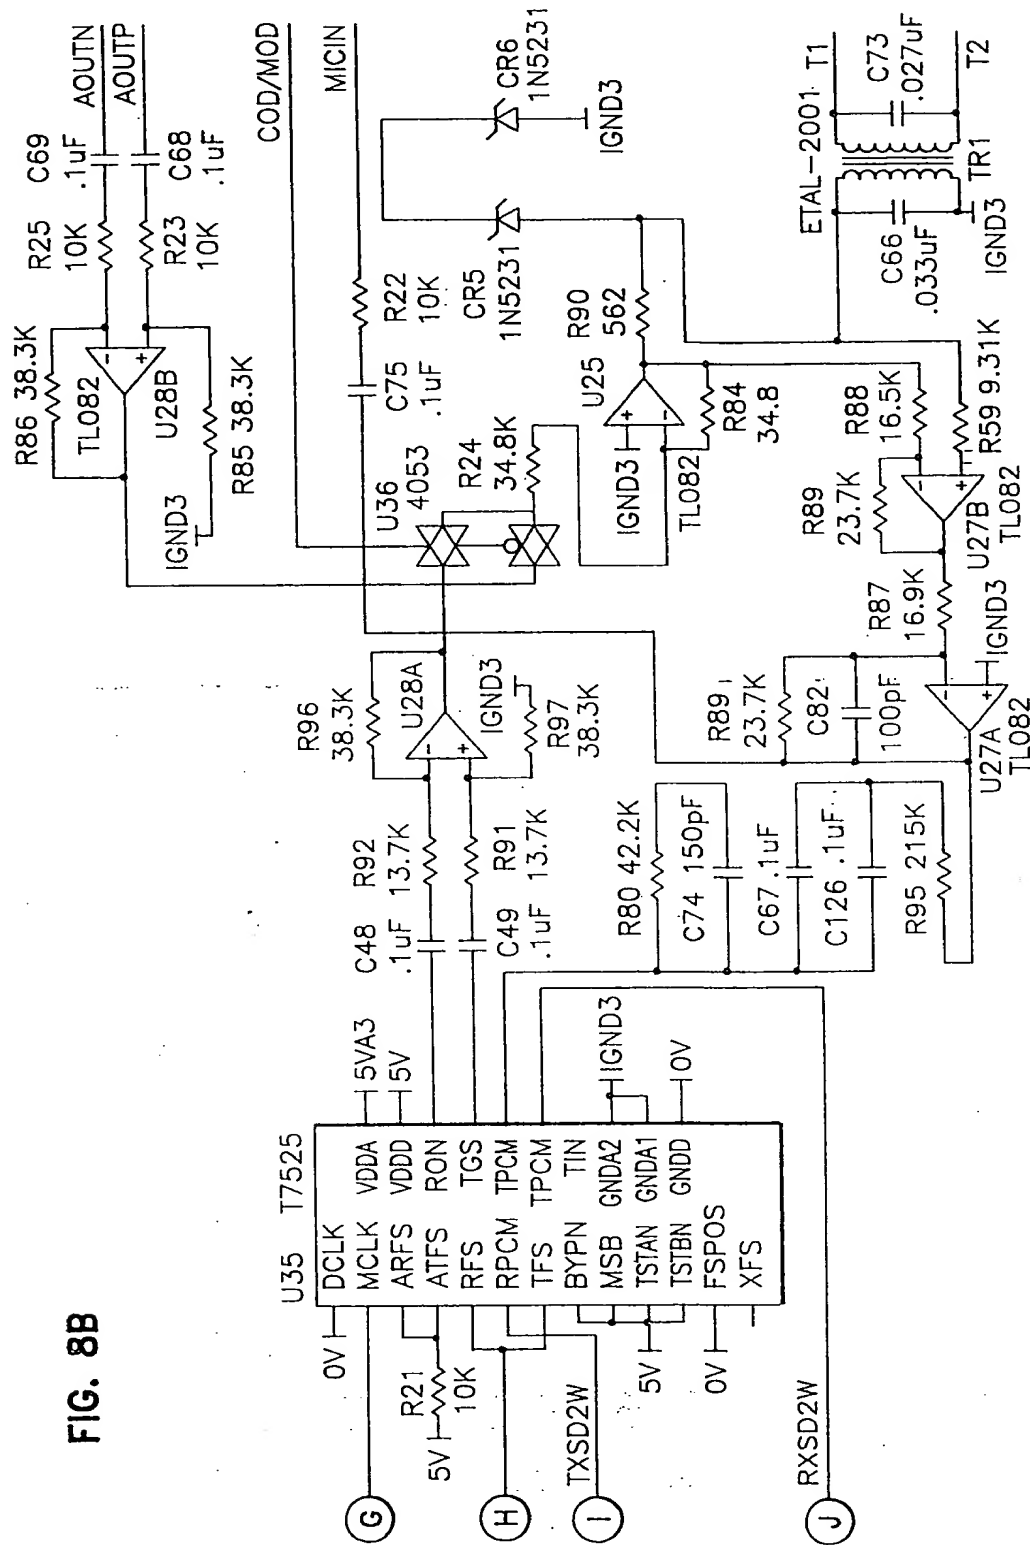 FIG. 8B
U35 T7525
DCLK
MCLK
ARFS
ATFS
RFS
RPCM
TFS
BYPN
MSB
TSTAN
TSTBN
FSPOS
XFS
VDDA
VDDD
RON
TGS
TPCM
TPCM
TIN
GNDA2
GNDA1
GNDD
0V
R21
10K
5V
5V
0V
G
H
I
J
TXSD2W
RXSD2W
5VA3
5V
IGND3
0V
C48
.1uF
R92
13.7K
C49
.1uF
R91
13.7K
R96
38.3K
U28A
IGND3
R97
38.3K
R80 42.2K
C74 150pF
C67 .1uF
C126 .1uF
R95 215K
R89
23.7K
C82
100pF
U27A
TL082
IGND3
R87
16.9K
R89
23.7K
U27B
TL082
R88
16.5K
R59 9.31K
R86 38.3K
TL082
U28B
R85 38.3K
IGND3
R25
10K
R23
10K
C69
.1uF
C68
.1uF
AOUTN
AOUTP
COD/MOD
MICIN
U36
4053
R24
34.8K
C75
.1uF
R22
10K
CR5
1N5231
CR6
1N5231
IGND3
U25
IGND3
TL082
R90
562
R84
34.8
ETAL-2001
T1
C73
.027uF
T2
TR1
C66
.033uF
IGND3